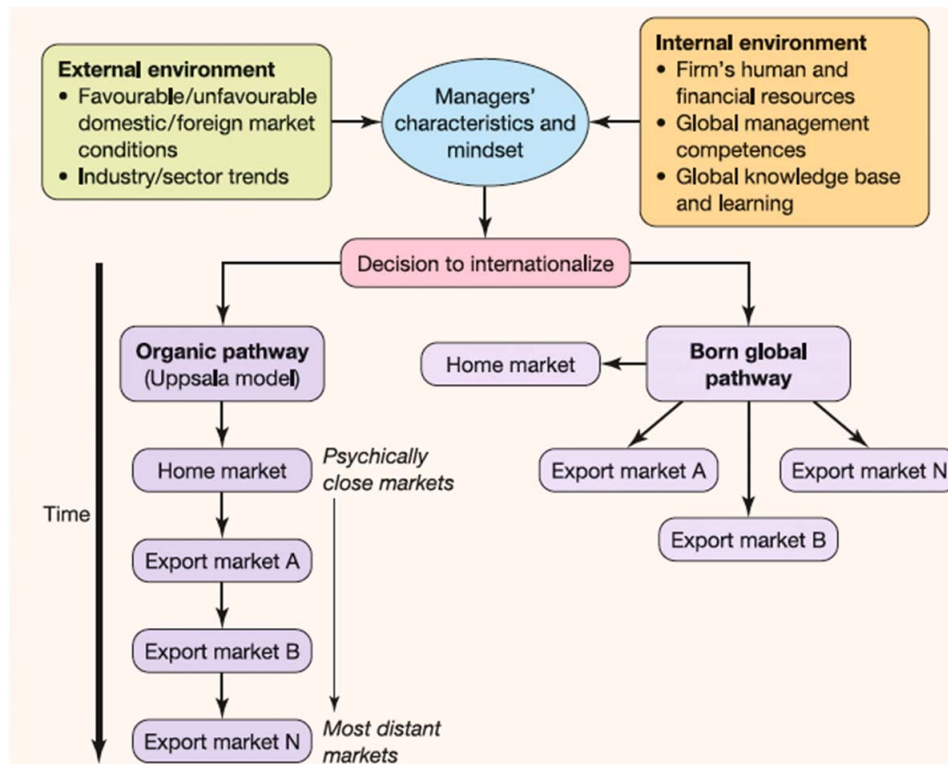 External environment
• Favourable/unfavourable
domestic/foreign market
conditions
• Industry/sector trends
Managers'
characteristics and
mindset
Internal environment
• Firm's human and
financial resources
• Global management
competences
• Global knowledge base
and learning
Decision to internationalize
Organic pathway
(Uppsala model)
Home market
Born global
pathway
Home market
Psychically
close markets
Export market A
Export market N
Time
Export market B
Export market A
Export market B
Export market N
Most distant
markets